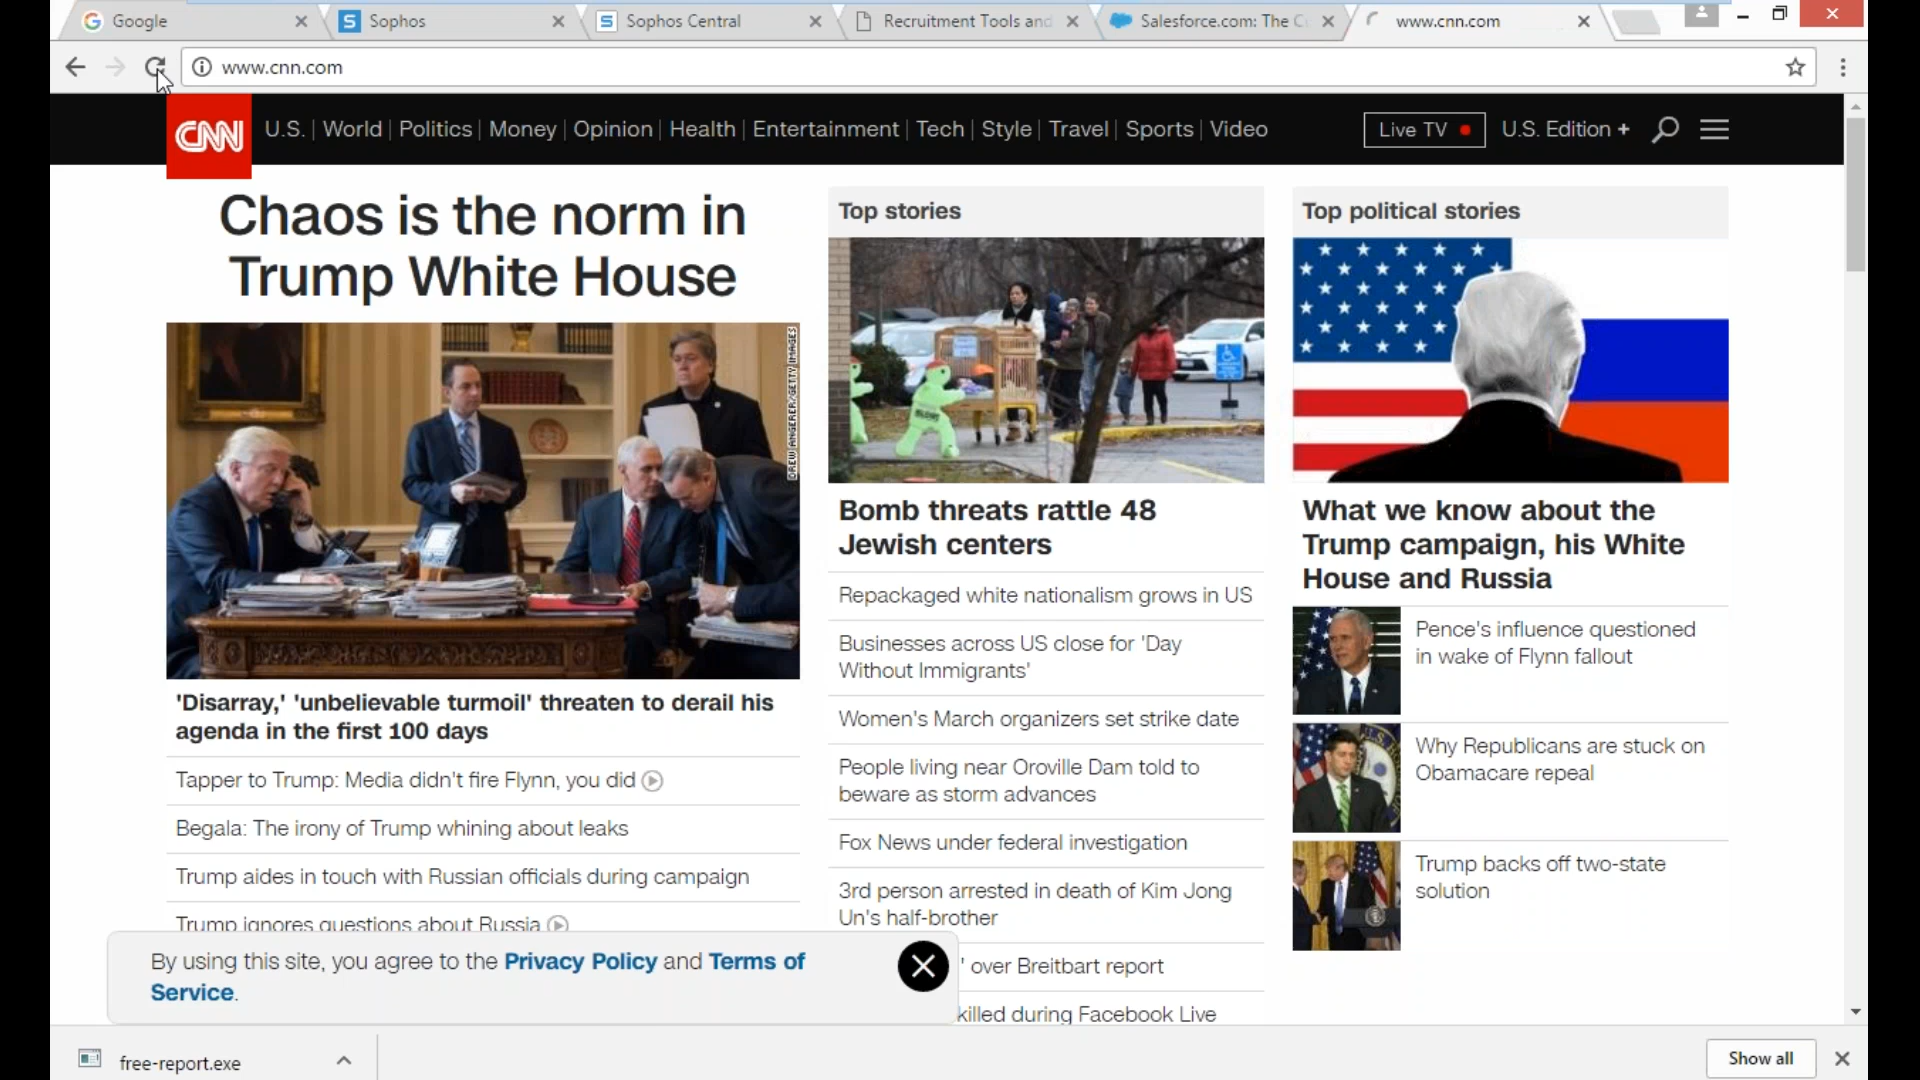 Google
Sophos
Sophos Central
Recruitment Tools and
Salesforce.com: The C
www.cnn.com
www.cnn.com
CNN
U.S. | World | Politics | Money | Opinion | Health | Entertainment | Tech | Style | Travel | Sports | Video
Live TV
U.S. Edition +
Chaos is the norm in
Trump White House
DREW ANGERER/GETTY IMAGES
'Disarray,' 'unbelievable turmoil' threaten to derail his
agenda in the first 100 days
Tapper to Trump: Media didn't fire Flynn, you did
Begala: The irony of Trump whining about leaks
Trump aides in touch with Russian officials during campaign
Trump ignores questions about Russia
Top stories
Bomb threats rattle 48
Jewish centers
Repackaged white nationalism grows in US
Businesses across US close for 'Day
Without Immigrants'
Women's March organizers set strike date
People living near Oroville Dam told to
beware as storm advances
Fox News under federal investigation
3rd person arrested in death of Kim Jong
Un's half-brother
' over Breitbart report
killed during Facebook Live
Top political stories
What we know about the
Trump campaign, his White
House and Russia
Pence's influence questioned
in wake of Flynn fallout
Why Republicans are stuck on
Obamacare repeal
Trump backs off two-state
solution
By using this site, you agree to the Privacy Policy and Terms of
Service.
free-report.exe
Show all